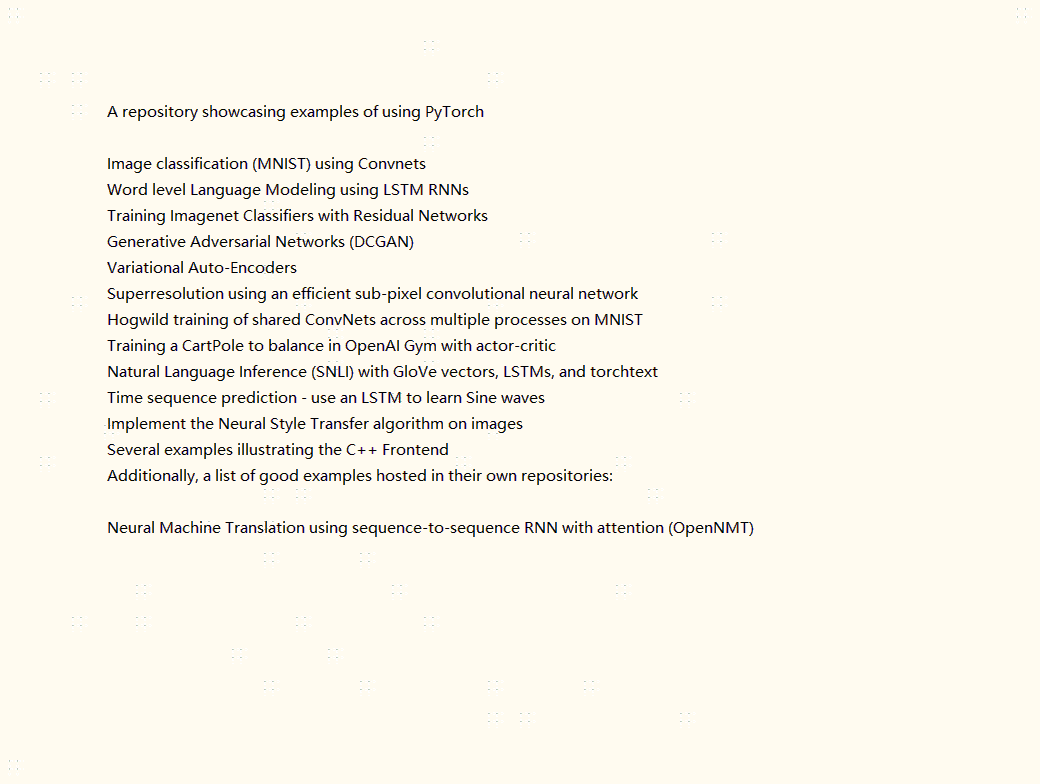 A repository showcasing examples of using PyTorch
Image classification (MNIST) using Convnets
Word level Language Modeling using LSTM RNNs
Training Imagenet Classifiers with Residual Networks
Generative Adversarial Networks (DCGAN)
Variational Auto-Encoders
Superresolution using an efficient sub-pixel convolutional neural network
Hogwild training of shared ConvNets across multiple processes on MNIST
Training a CartPole to balance in OpenAI Gym with actor-critic
Natural Language Inference (SNLI) with GloVe vectors, LSTMs, and torchtext
Time sequence prediction - use an LSTM to learn Sine waves
Implement the Neural Style Transfer algorithm on images
Several examples illustrating the C++ Frontend
Additionally, a list of good examples hosted in their own repositories:
Neural Machine Translation using sequence-to-sequence RNN with attention (OpenNMT)